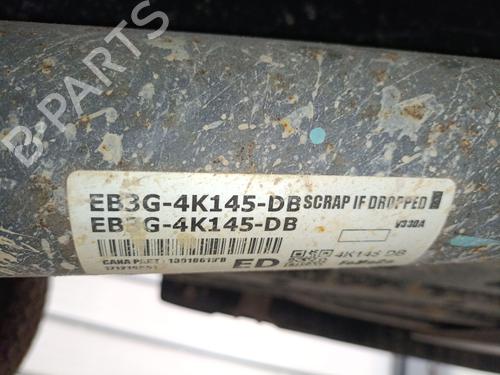 B-PARTS
EB3G-4K145-DB SCRAP IF DROPPED
EB3G-4K145-DB V330A
ED 4K145 DB